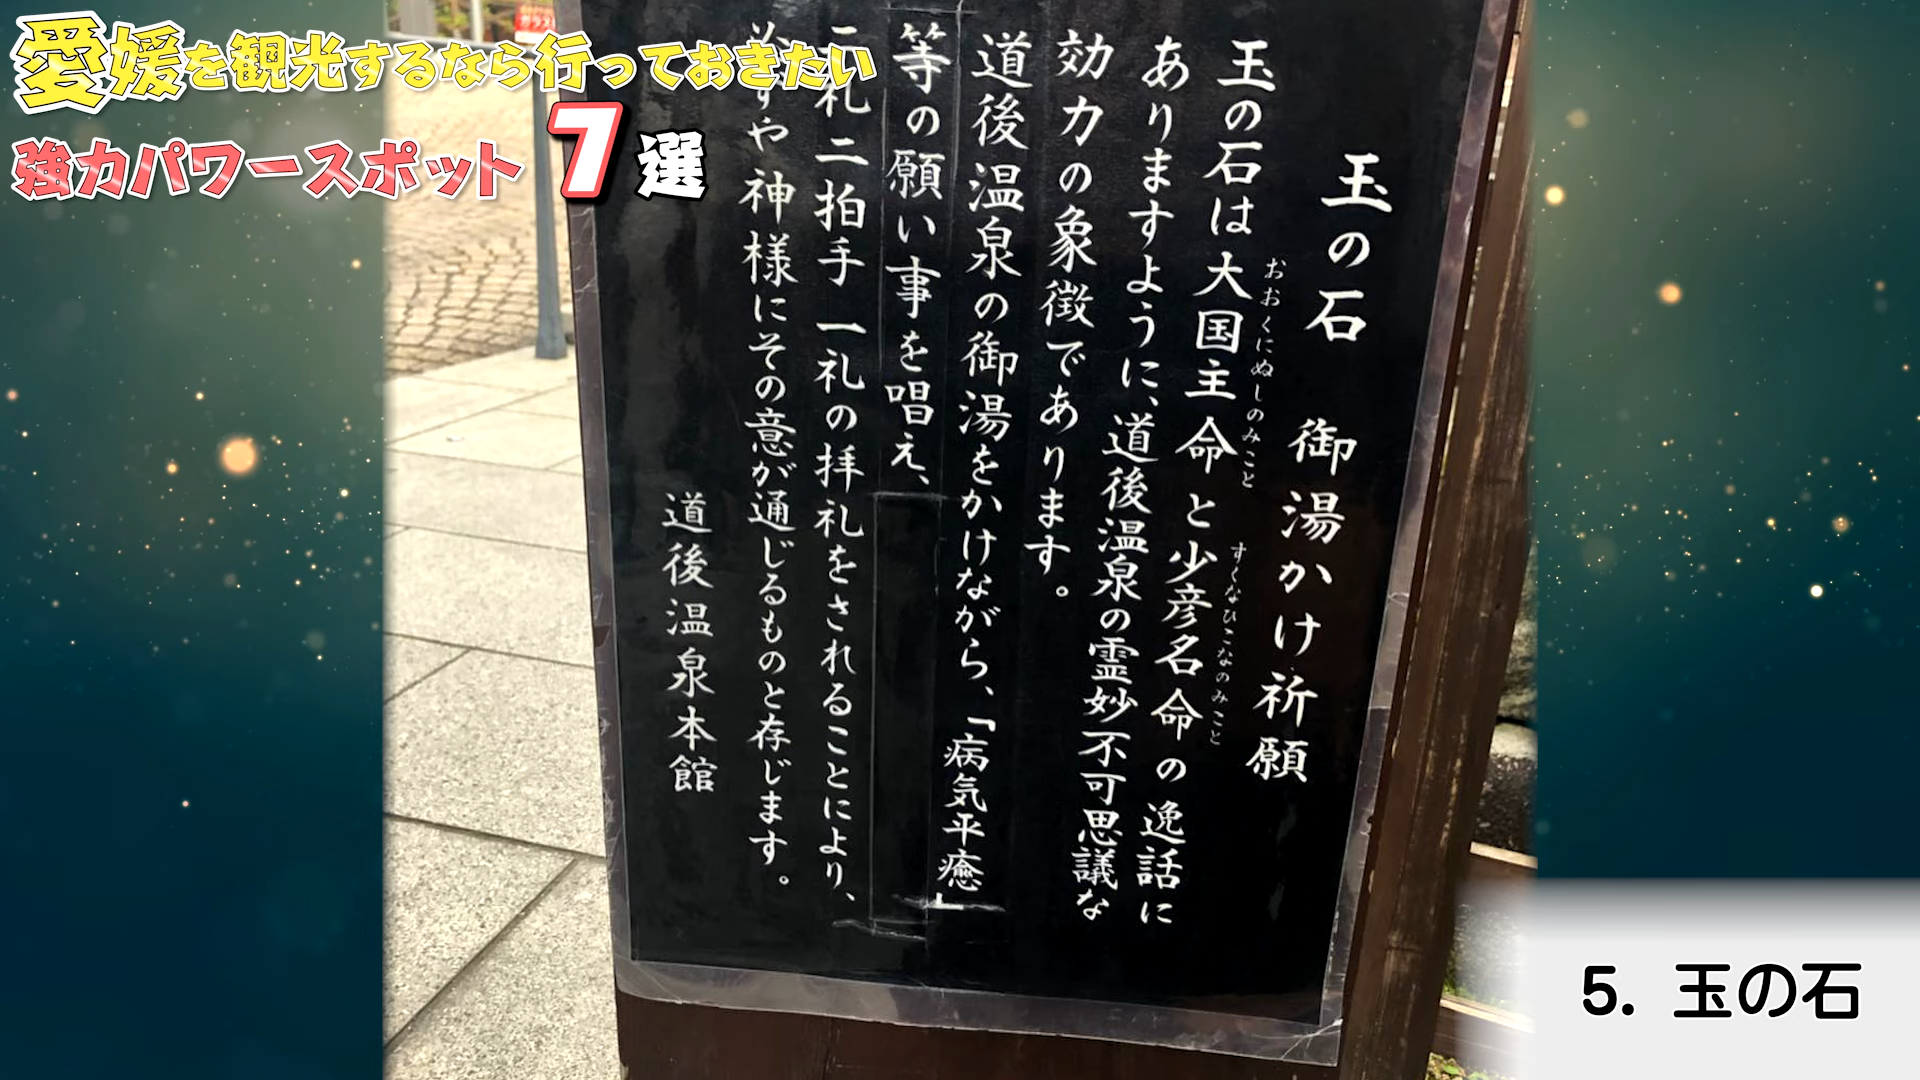 愛媛を観光するなら行っておきたい
強力パワースポット7選
玉の石 御湯かけ祈願
玉の石は大国主命と少彦名命の逸話に
おおくにぬしのみこと
すくなひこなのみこと
ありますように、道後温泉の霊妙不可思議な
効力の象徴であります。
道後温泉の御湯をかけながら、「病気平癒」
等の願い事を唱え、
二礼二拍手一礼の拝礼をされることにより、
必ずや神様にその意が通じるものと存じます。
道後温泉本館
5. 玉の石